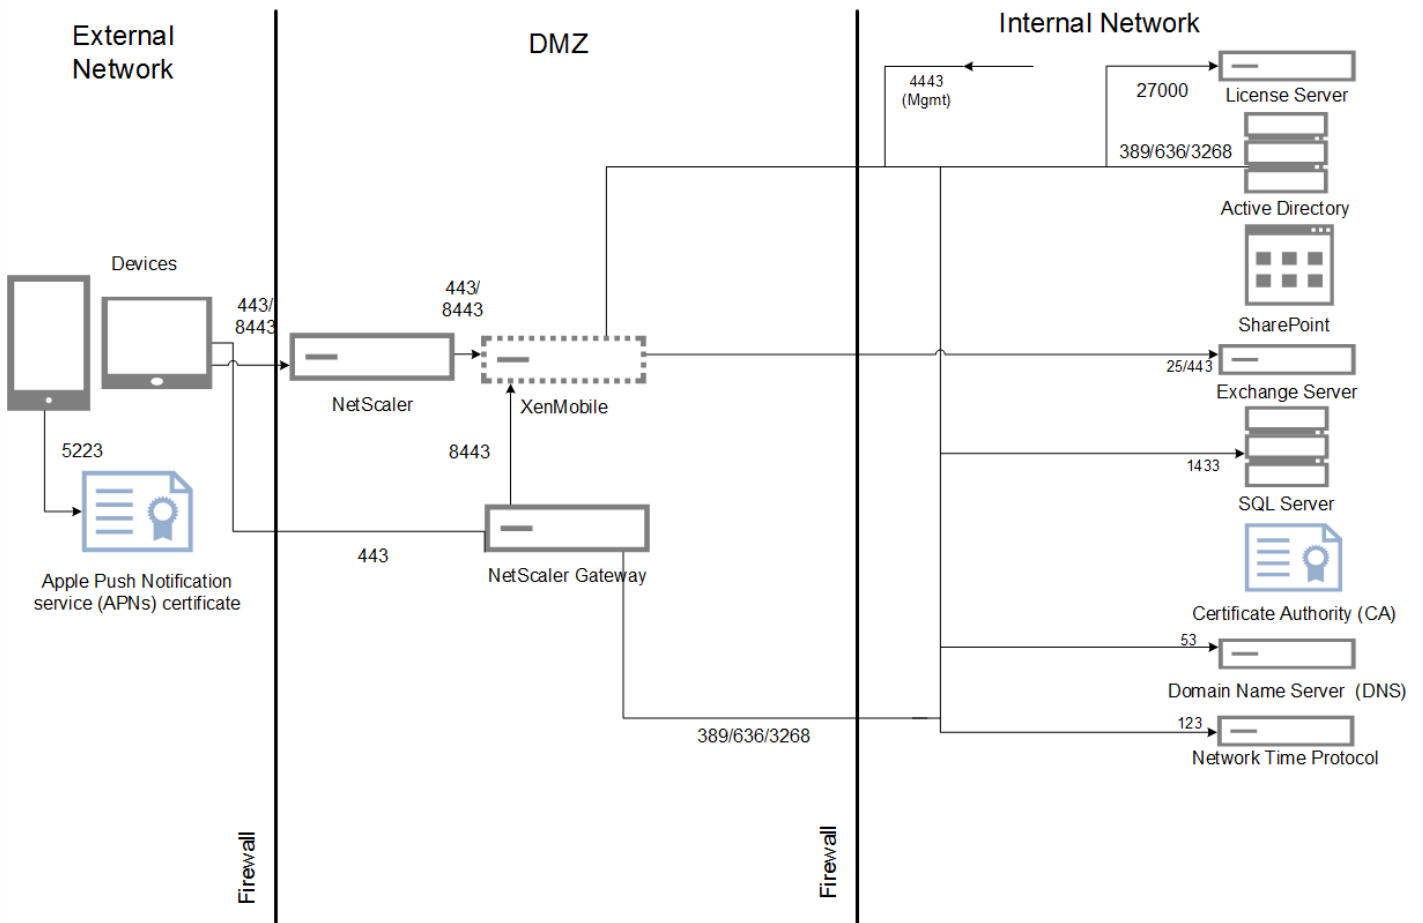 External
Network
DMZ
Internal Network
4443
(Mgmt)
27000
License Server
389/636/3268
Active Directory
SharePoint
Devices
443/
8443
443/
8443
NetScaler
XenMobile
25/443
Exchange Server
5223
8443
1433
SQL Server
443
NetScaler Gateway
Apple Push Notification
service (APNs) certificate
Certificate Authority (CA)
53
Domain Name Server (DNS)
389/636/3268
123
Network Time Protocol
Firewall
Firewall